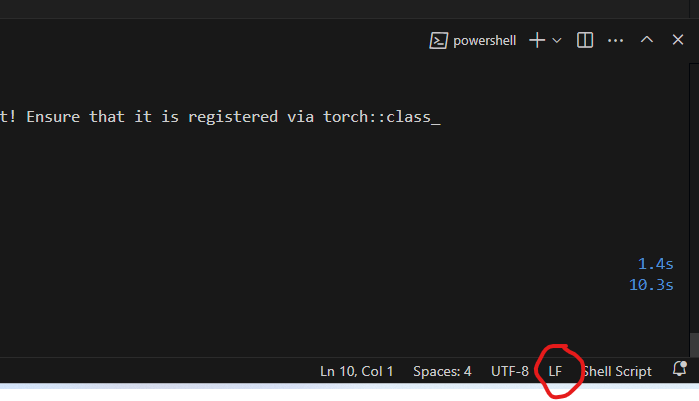 powershell
t! Ensure that it is registered via torch::class_
1.4s
10.3s
Ln 10, Col 1 Spaces: 4 UTF-8 LF Shell Script